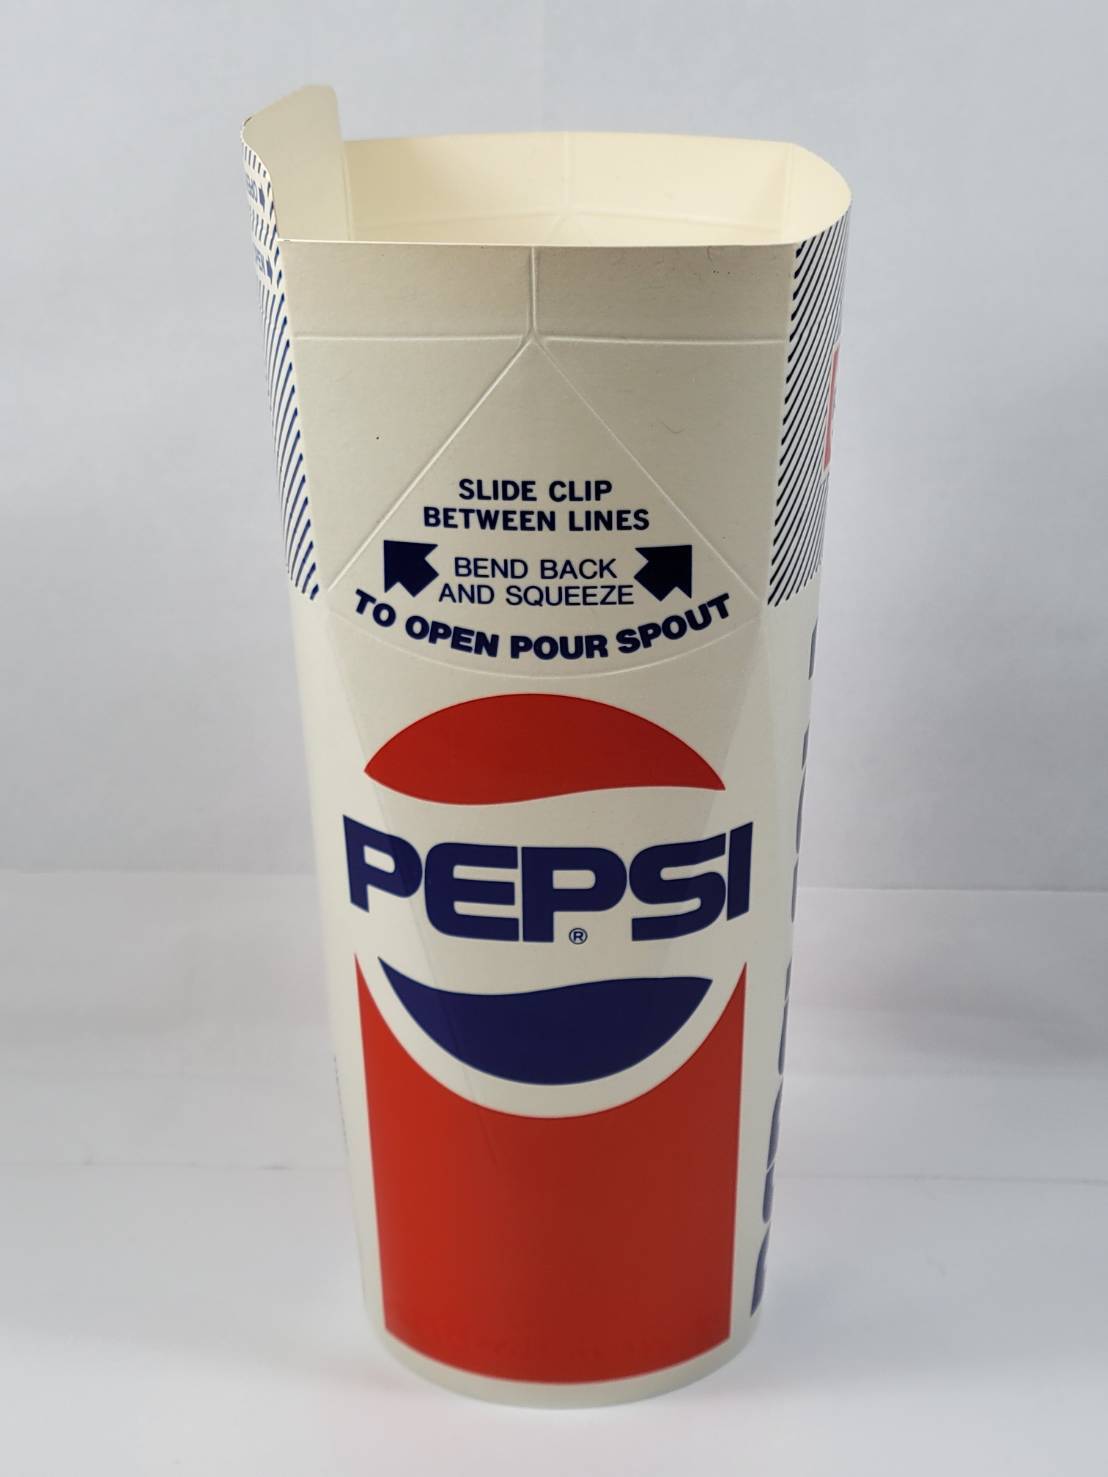 SLIDE CLIP
BETWEEN LINES
BEND BACK
AND SQUEEZE
TO OPEN POUR SPOUT
PEPSI
®